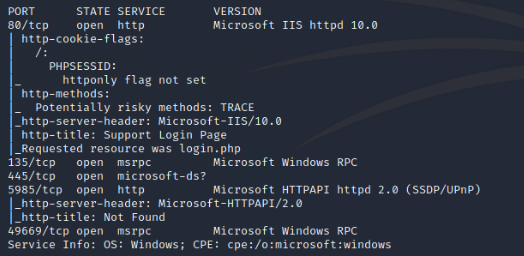 PORT      STATE SERVICE       VERSION
80/tcp    open  http          Microsoft IIS httpd 10.0
| http-cookie-flags:
|   /:
|     PHPSESSID:
|_      httponly flag not set
| http-methods:
|_  Potentially risky methods: TRACE
|_http-server-header: Microsoft-IIS/10.0
| http-title: Support Login Page
|_Requested resource was login.php
135/tcp   open  msrpc         Microsoft Windows RPC
445/tcp   open  microsoft-ds?
5985/tcp  open  http          Microsoft HTTPAPI httpd 2.0 (SSDP/UPnP)
|_http-server-header: Microsoft-HTTPAPI/2.0
|_http-title: Not Found
49669/tcp open  msrpc         Microsoft Windows RPC
Service Info: OS: Windows; CPE: cpe:/o:microsoft:windows